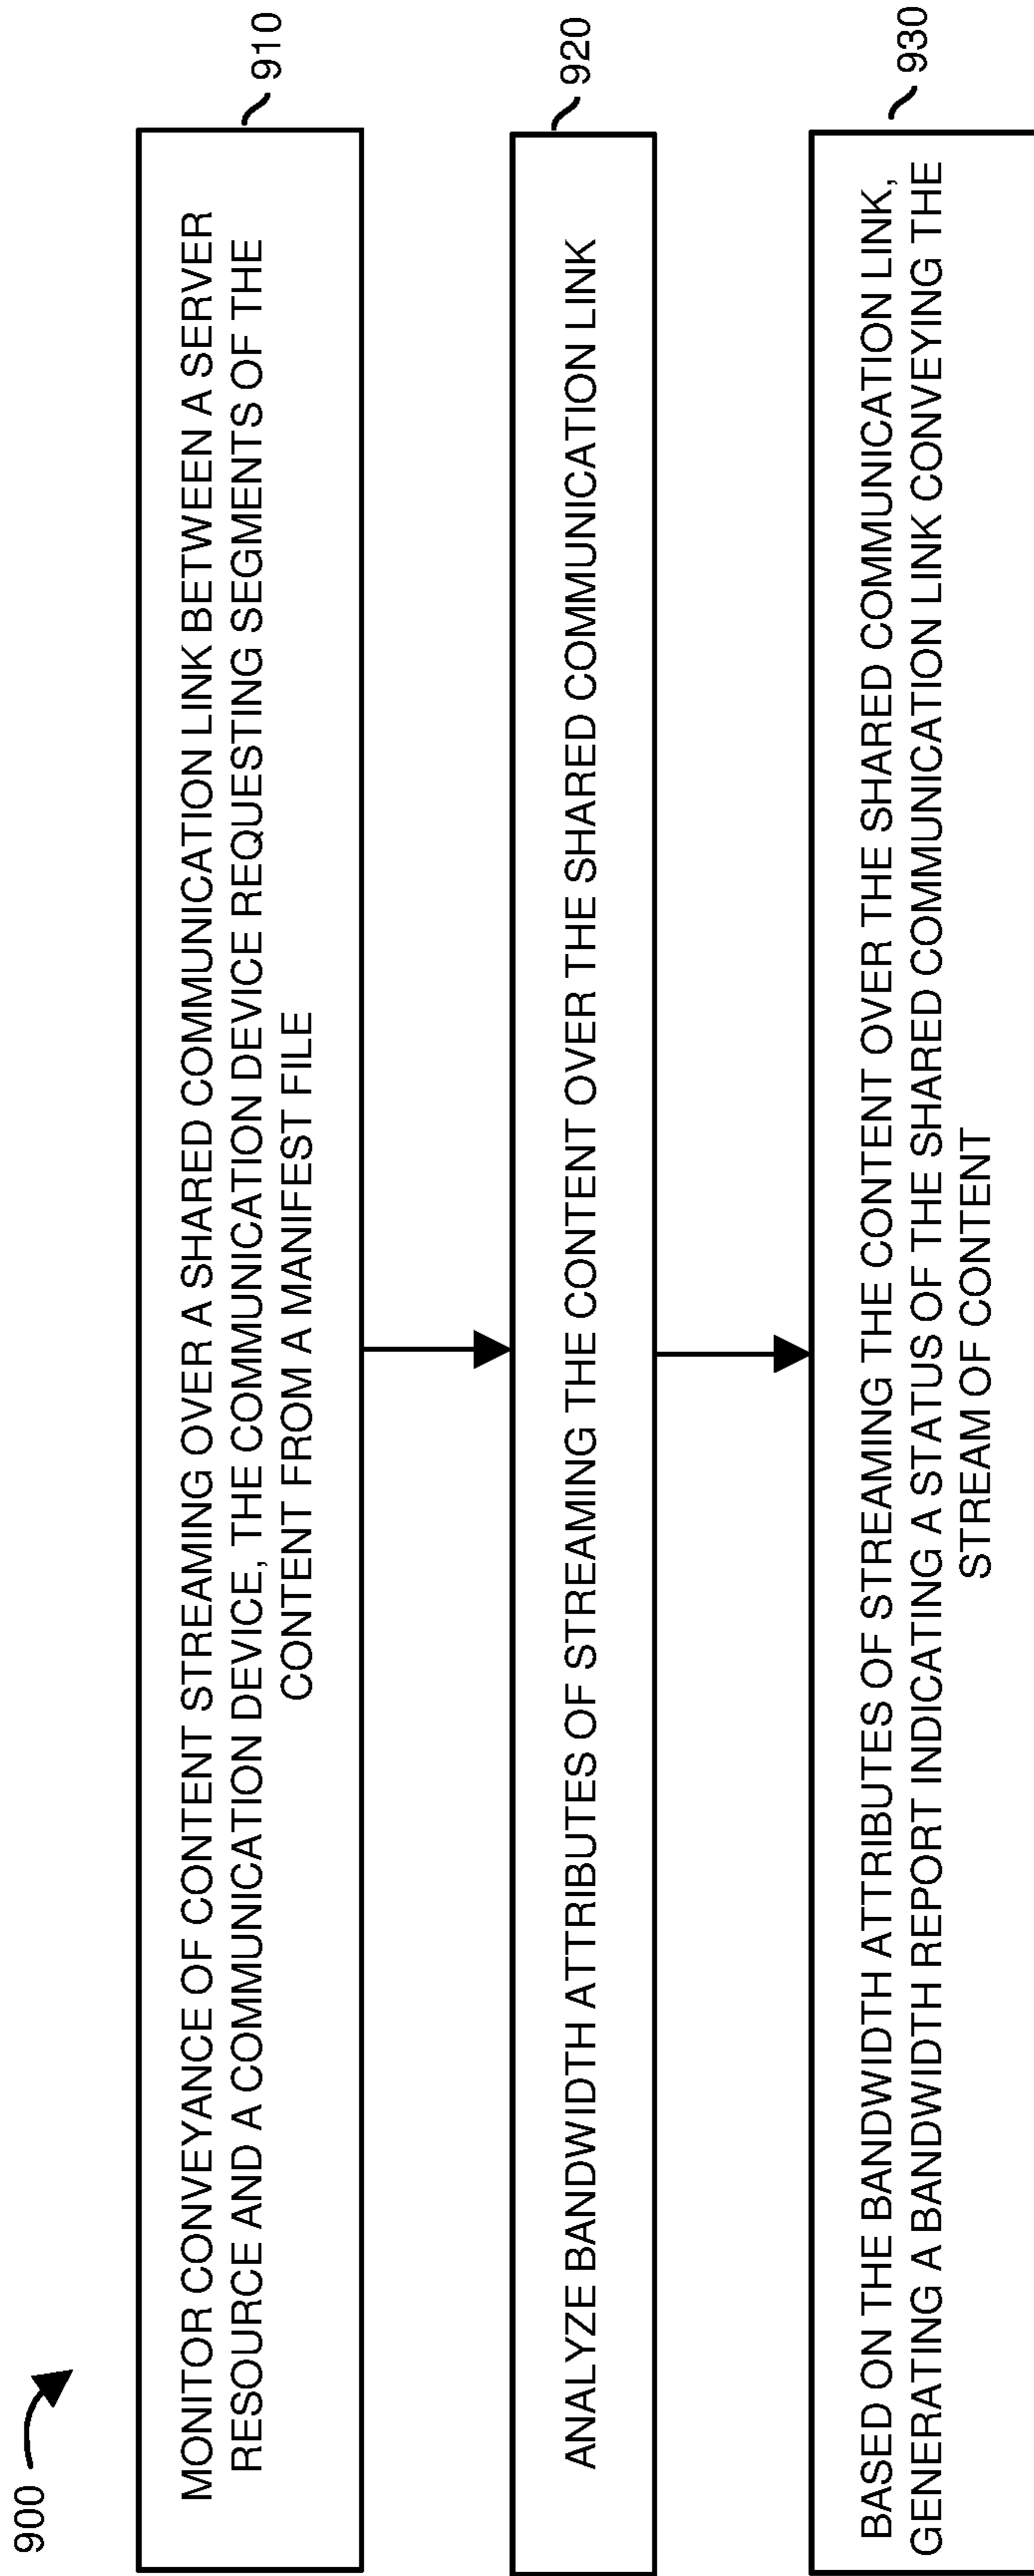 900
MONITOR CONVEYANCE OF CONTENT STREAMING OVER A SHARED COMMUNICATION LINK BETWEEN A SERVER
RESOURCE AND A COMMUNICATION DEVICE, THE COMMUNICATION DEVICE REQUESTING SEGMENTS OF THE
CONTENT FROM A MANIFEST FILE
910
ANALYZE BANDWIDTH ATTRIBUTES OF STREAMING THE CONTENT OVER THE SHARED COMMUNICATION LINK
920
BASED ON THE BANDWIDTH ATTRIBUTES OF STREAMING THE CONTENT OVER THE SHARED COMMUNICATION LINK,
GENERATING A BANDWIDTH REPORT INDICATING A STATUS OF THE SHARED COMMUNICATION LINK CONVEYING THE
STREAM OF CONTENT
930